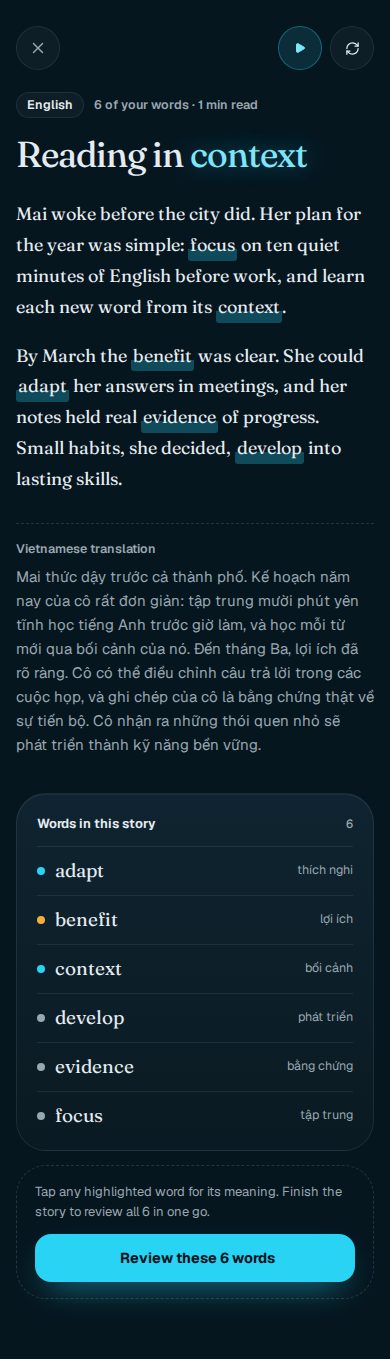 English
6 of your words · 1 min read
Reading in context
Mai woke before the city did. Her plan for
the year was simple: focus on ten quiet
minutes of English before work, and learn
each new word from its context.
By March the benefit was clear. She could
adapt her answers in meetings, and her
notes held real evidence of progress.
Small habits, she decided, develop into
lasting skills.
Vietnamese translation
Mai thức dậy trước cả thành phố. Kế hoạch năm
nay của cô rất đơn giản: tập trung mười phút yên
tĩnh học tiếng Anh trước giờ làm, và học mỗi từ
mới qua bối cảnh của nó. Đến tháng Ba, lợi ích đã
rõ ràng. Cô có thể điều chỉnh câu trả lời trong các
cuộc họp, và ghi chép của cô là bằng chứng thật về
sự tiến bộ. Cô nhận ra những thói quen nhỏ sẽ
phát triển thành kỹ năng bền vững.
Words in this story 6
adapt thích nghi
benefit lợi ích
context bối cảnh
develop phát triển
evidence bằng chứng
focus tập trung
Tap any highlighted word for its meaning. Finish the
story to review all 6 in one go.
Review these 6 words